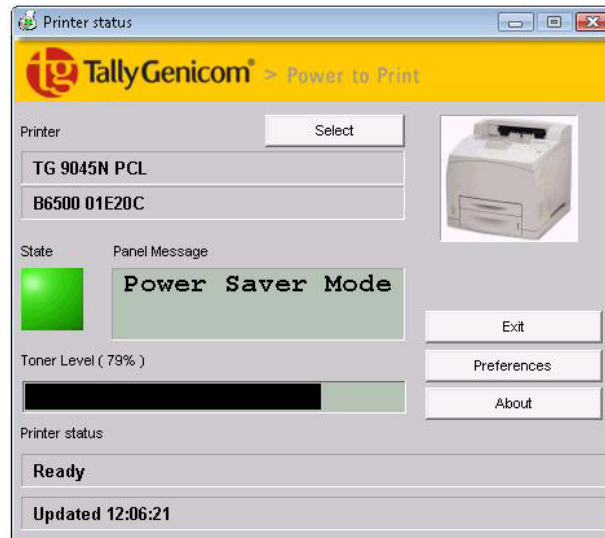 Printer status
tg TallyGenicom® > Power to Print
Printer
Select
TG 9045N PCL
B6500 01E20C
State
Panel Message
Power Saver Mode
Exit
Toner Level ( 79% )
Preferences
About
Printer status
Ready
Updated 12:06:21